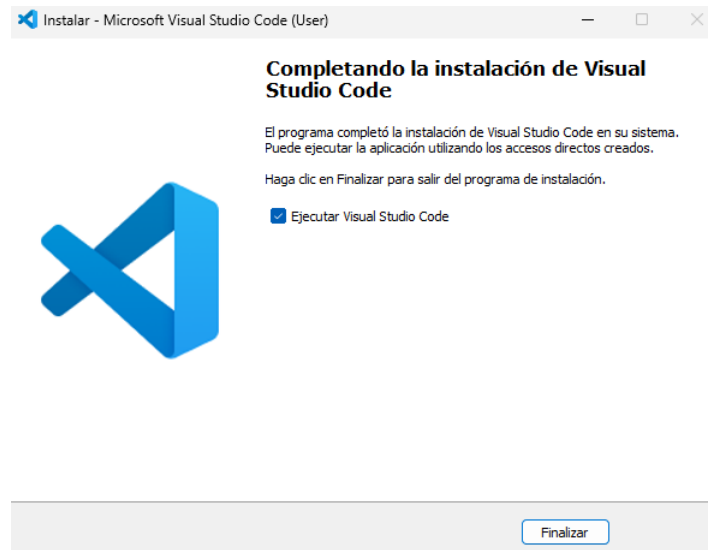 Instalar - Microsoft Visual Studio Code (User)
Completando la instalación de Visual
Studio Code
El programa completó la instalación de Visual Studio Code en su sistema.
Puede ejecutar la aplicación utilizando los accesos directos creados.
Haga clic en Finalizar para salir del programa de instalación.
Ejecutar Visual Studio Code
Finalizar